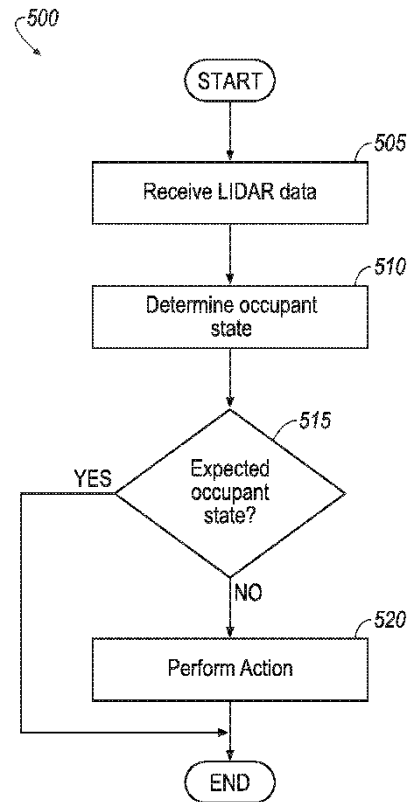 500
START
505
Receive LIDAR data
510
Determine occupant
state
515
YES
Expected
occupant
state?
NO
520
Perform Action
END